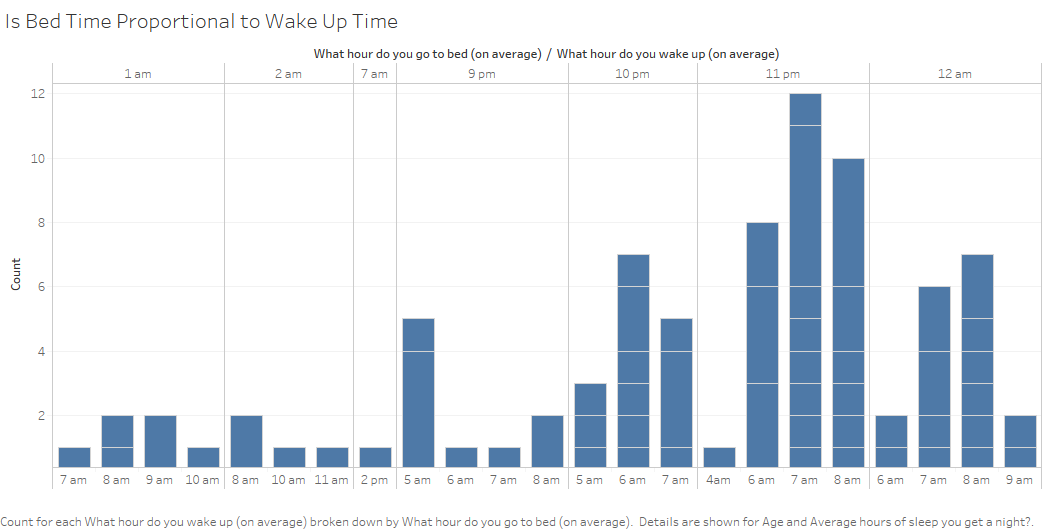 Is Bed Time Proportional to Wake Up Time
What hour do you go to bed (on average) / What hour do you wake up (on average)
1 am 2 am 7 am 9 pm 10 pm 11 pm 12 am
12
10
8
6
4
2
Count
7 am 8 am 9 am 10 am 8 am 10 am 11 am 2 pm 5 am 6 am 7 am 8 am 5 am 6 am 7 am 4am 6 am 7 am 8 am 6 am 7 am 8 am 9 am
Count for each What hour do you wake up (on average) broken down by What hour do you go to bed (on average). Details are shown for Age and Average hours of sleep you get a night?.